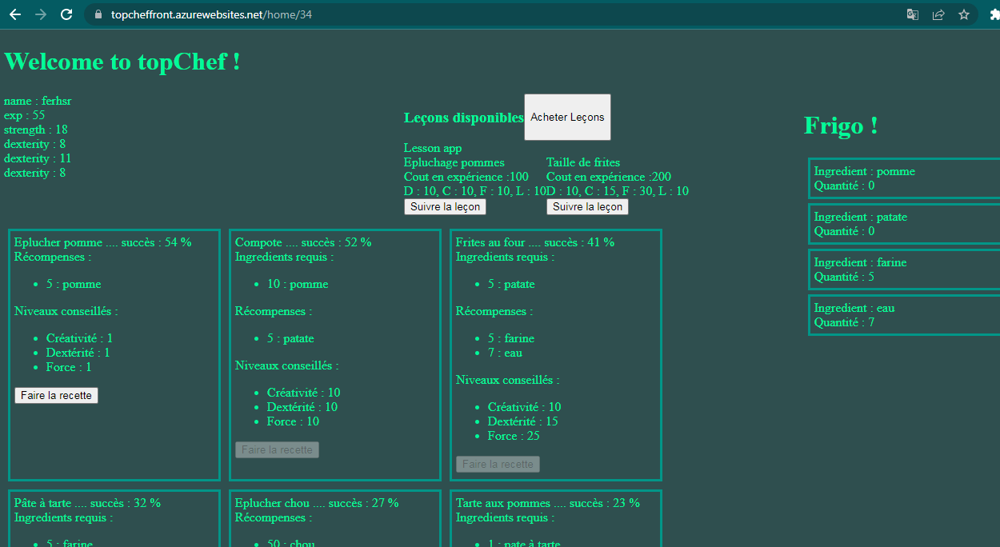 topcheffront.azurewebsites.net/home/34
Welcome to topChef !
name : ferhsr
exp : 55
strength : 18
dexterity : 8
dexterity : 11
dexterity : 8
Leçons disponibles
Acheter Leçons
Lesson app
Epluchage pommes
Cout en expérience :100
D : 10, C : 10, F : 10, L : 10
Suivre la leçon
Taille de frites
Cout en expérience :200
D : 10, C : 15, F : 30, L : 10
Suivre la leçon
Frigo !
Ingredient : pomme
Quantité : 0
Ingredient : patate
Quantité : 0
Ingredient : farine
Quantité : 5
Ingredient : eau
Quantité : 7
Eplucher pomme .... succès : 54 %
Récompenses :
5 : pomme
Niveaux conseillés :
Créativité : 1
Dextérité : 1
Force : 1
Faire la recette
Compote .... succès : 52 %
Ingredients requis :
10 : pomme
Récompenses :
5 : patate
Niveaux conseillés :
Créativité : 10
Dextérité : 10
Force : 10
Faire la recette
Frites au four .... succès : 41 %
Ingredients requis :
5 : patate
Récompenses :
5 : farine
7 : eau
Niveaux conseillés :
Créativité : 10
Dextérité : 15
Force : 25
Faire la recette
Pâte à tarte .... succès : 32 %
Ingredients requis :
5 : farine
Eplucher chou .... succès : 27 %
Récompenses :
50 : chou
Tarte aux pommes .... succès : 23 %
Ingredients requis :
1 : pate à tarte